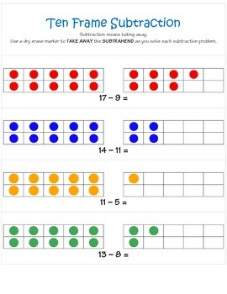 Ten Frame Subtraction
Subtraction means taking away.
Use a dry erase marker to TAKE AWAY the SUBTRAHEND as you solve each subtraction problem.
17 – 9 =
14 – 11 =
11 – 5 =
13 – 8 =